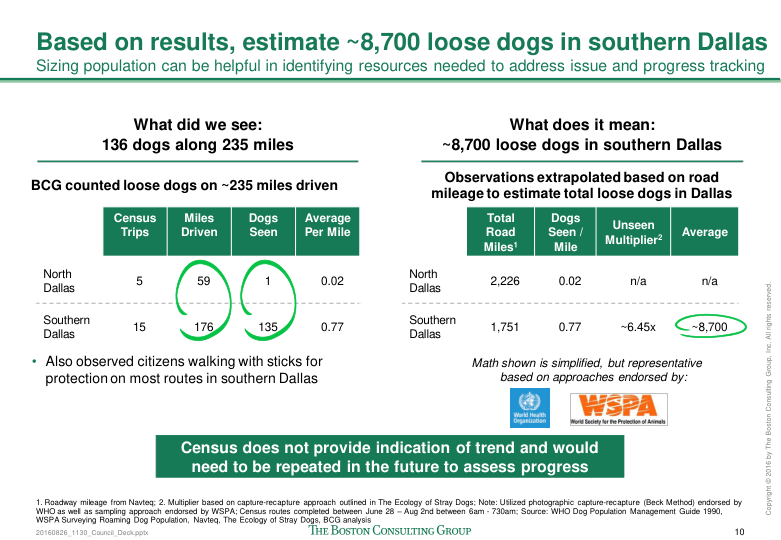 Based on results, estimate ~8,700 loose dogs in southern Dallas
Sizing population can be helpful in identifying resources needed to address issue and progress tracking
What did we see:
136 dogs along 235 miles
BCG counted loose dogs on ~235 miles driven
Census Trips | Miles Driven | Dogs Seen | Average Per Mile
North Dallas | 5 | 59 | 1 | 0.02
Southern Dallas | 15 | 176 | 135 | 0.77
• Also observed citizens walking with sticks for
protection on most routes in southern Dallas
What does it mean:
~8,700 loose dogs in southern Dallas
Observations extrapolated based on road
mileage to estimate total loose dogs in Dallas
Total Road Miles1 | Dogs Seen / Mile | Unseen Multiplier2 | Average
North Dallas | 2,226 | 0.02 | n/a | n/a
Southern Dallas | 1,751 | 0.77 | ~6.45x | ~8,700
Math shown is simplified, but representative
based on approaches endorsed by:
World Health
Organization
WSPA
World Society for the Protection of Animals
Census does not provide indication of trend and would
need to be repeated in the future to assess progress
1. Roadway mileage from Navteq; 2. Multiplier based on capture-recapture approach outlined in The Ecology of Stray Dogs; Note: Utilized photographic capture-recapture (Beck Method) endorsed by
WHO as well as sampling approach endorsed by WSPA; Census routes completed between June 28 – Aug 2nd between 6am - 730am; Source: WHO Dog Population Management Guide 1990,
WSPA Surveying Roaming Dog Population, Navteq, The Ecology of Stray Dogs, BCG analysis
20160826_1130_Council_Deck.pptx
THE BOSTON CONSULTING GROUP
10
Copyright © 2016 by The Boston Consulting Group, Inc. All rights reserved.